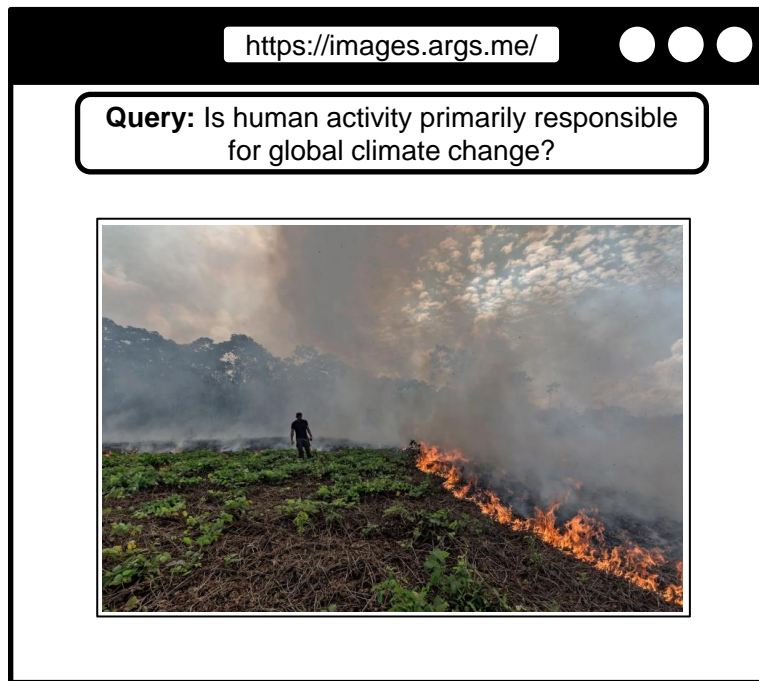 https://images.args.me/
Query: Is human activity primarily responsible
for global climate change?